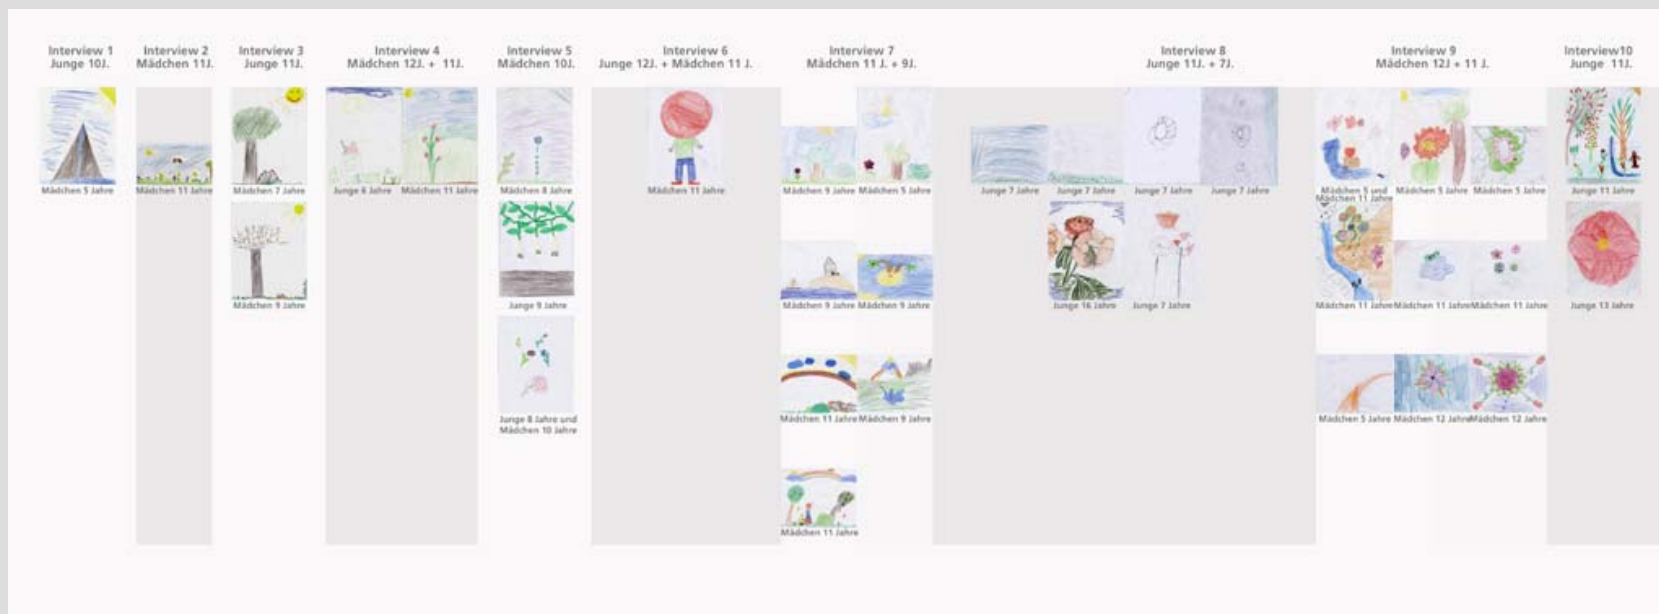 Interview 1
Junge 10J.
Interview 2
Mädchen 11J.
Interview 3
Junge 11J.
Interview 4
Mädchen 12J. + 11J.
Interview 5
Mädchen 10J.
Interview 6
Junge 12J. + Mädchen 11 J.
Interview 7
Mädchen 11 J. + 9J.
Interview 8
Junge 11J. + 7J.
Interview 9
Mädchen 12J + 11 J.
Interview10
Junge 11J.
Mädchen 5 Jahre
Mädchen 11 Jahre
Mädchen 7 Jahre
Junge 6 Jahre
Mädchen 11 Jahre
Mädchen 8 Jahre
Mädchen 11 Jahre
Mädchen 9 Jahre
Mädchen 5 Jahre
Junge 7 Jahre
Junge 7 Jahre
Junge 7 Jahre
Junge 7 Jahre
Mädchen 5 und
Mädchen 11 Jahre
Mädchen 5 Jahre
Mädchen 5 Jahre
Junge 11 Jahre
Mädchen 9 Jahre
Junge 9 Jahre
Mädchen 9 Jahre
Mädchen 9 Jahre
Junge 16 Jahre
Junge 7 Jahre
Mädchen 11 Jahre
Mädchen 11 Jahre
Mädchen 11 Jahre
Junge 13 Jahre
Junge 8 Jahre und
Mädchen 10 Jahre
Mädchen 11 Jahre
Mädchen 9 Jahre
Mädchen 5 Jahre
Mädchen 12 Jahre
Mädchen 12 Jahre
Mädchen 11 Jahre